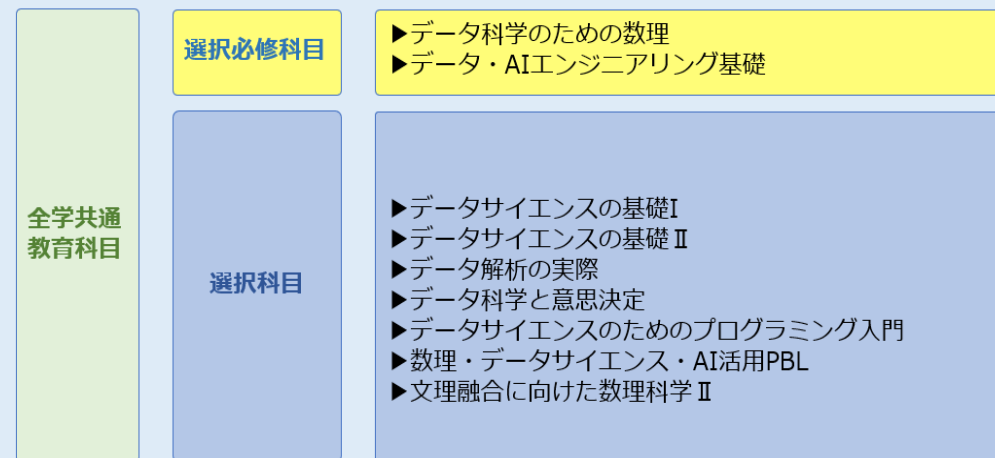 全学共通
教育科目
選択必修科目
▶データ科学のための数理
▶データ・AIエンジニアリング基礎
選択科目
▶データサイエンスの基礎I
▶データサイエンスの基礎Ⅱ
▶データ解析の実際
▶データ科学と意思決定
▶データサイエンスのためのプログラミング入門
▶数理・データサイエンス・AI活用PBL
▶文理融合に向けた数理科学Ⅱ